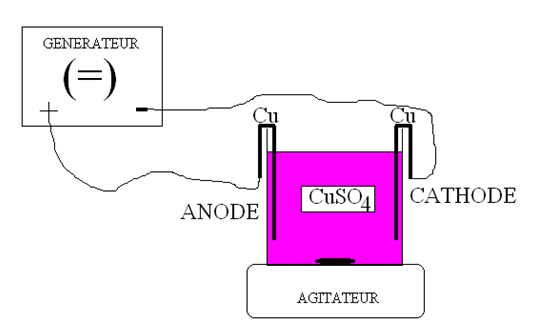 GENERATEUR
(=)
+ -
Cu Cu
CuSO4
ANODE CATHODE
AGITATEUR